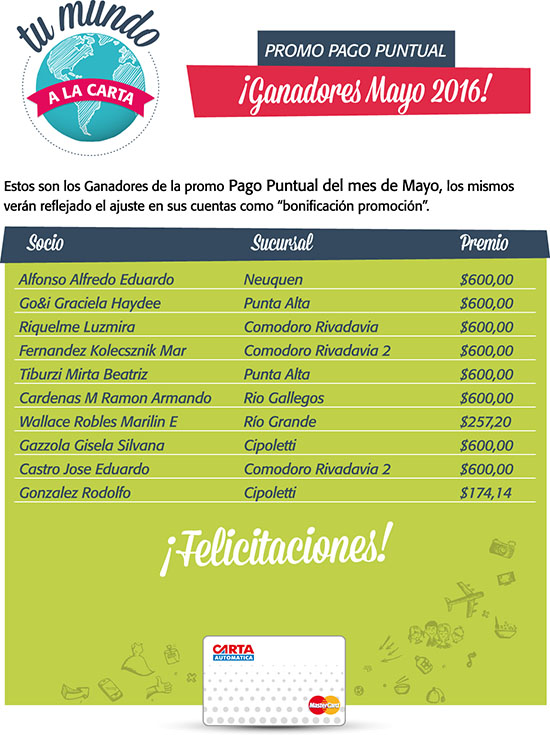 tu mundo
A LA CARTA
PROMO PAGO PUNTUAL
¡Ganadores Mayo 2016!
Estos son los Ganadores de la promo Pago Puntual del mes de Mayo, los mismos
verán reflejado el ajuste en sus cuentas como “bonificación promoción”.
Socio Sucursal Premio
Alfonso Alfredo Eduardo Neuquen $600,00
Go&i Graciela Haydee Punta Alta $600,00
Riquelme Luzmira Comodoro Rivadavia $600,00
Fernandez Kolecsznik Mar Comodoro Rivadavia 2 $600,00
Tiburzi Mirta Beatriz Punta Alta $600,00
Cardenas M Ramon Armando Rio Gallegos $600,00
Wallace Robles Marilin E Río Grande $257,20
Gazzola Gisela Silvana Cipoletti $600,00
Castro Jose Eduardo Comodoro Rivadavia 2 $600,00
Gonzalez Rodolfo Cipoletti $174,14
¡Felicitaciones!
CARTA
AUTOMATICA
MasterCard